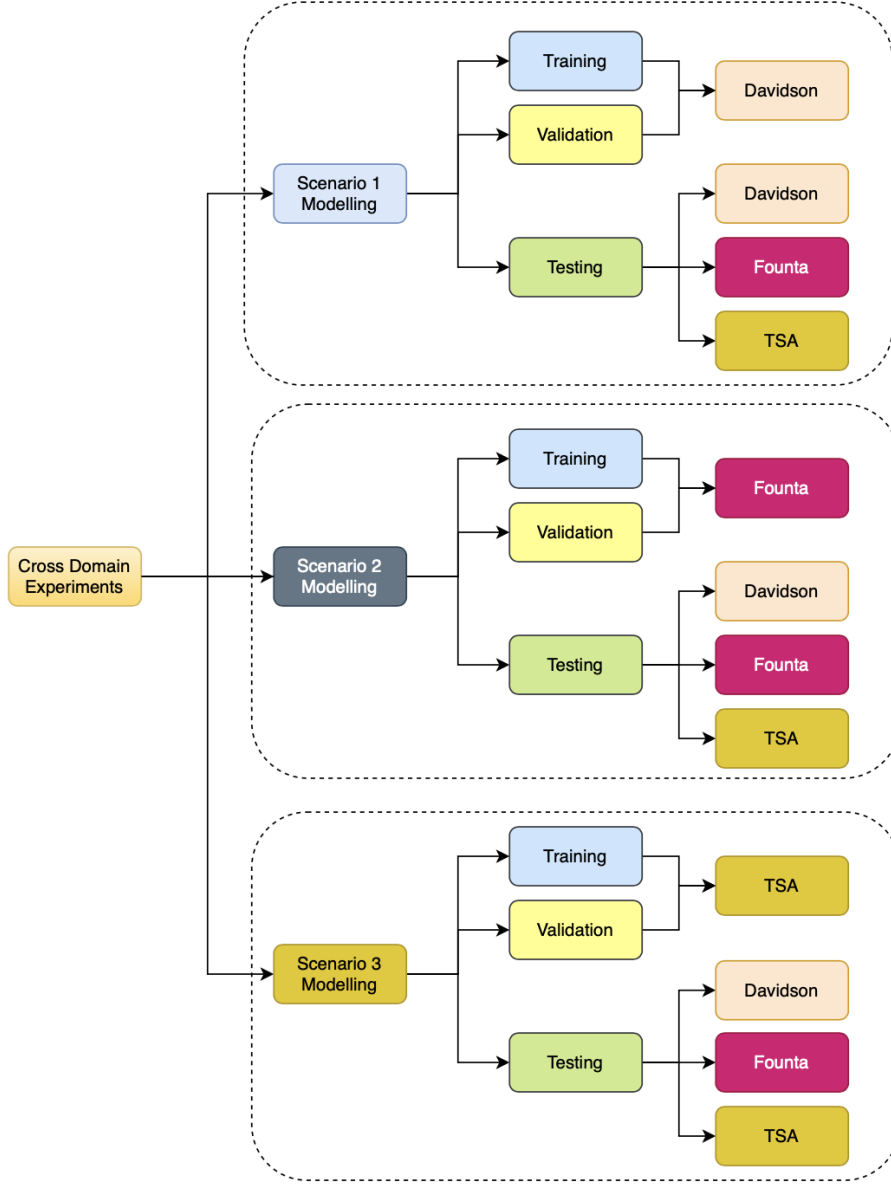 Training
Davidson
Validation
Scenario 1
Modelling
Davidson
Testing
Founta
TSA
Training
Founta
Validation
Cross Domain
Experiments
Scenario 2
Modelling
Davidson
Testing
Founta
TSA
Training
TSA
Validation
Scenario 3
Modelling
Davidson
Testing
Founta
TSA